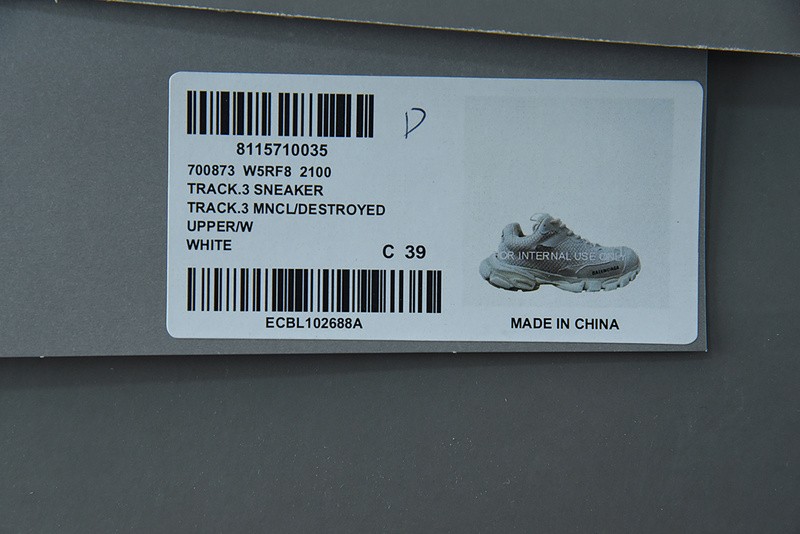 D
8115710035
700873 W5RF8 2100
TRACK.3 SNEAKER
TRACK.3 MNCL/DESTROYED
UPPER/W
WHITE
C 39
ECBL102688A
FOR INTERNAL USE ONLY
BALENCIAGA
MADE IN CHINA